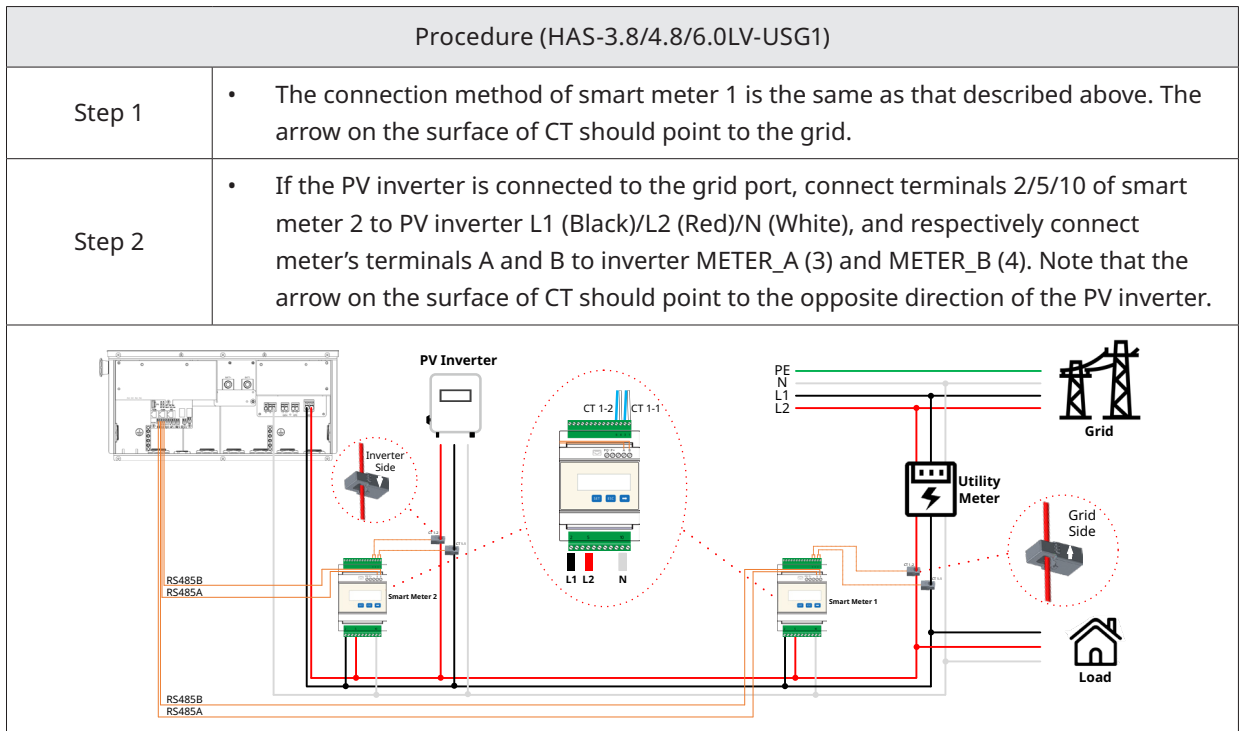 Procedure (HAS-3.8/4.8/6.0LV-USG1)
Step 1
• The connection method of smart meter 1 is the same as that described above. The
arrow on the surface of CT should point to the grid.
Step 2
• If the PV inverter is connected to the grid port, connect terminals 2/5/10 of smart
meter 2 to PV inverter L1 (Black)/L2 (Red)/N (White), and respectively connect
meter’s terminals A and B to inverter METER_A (3) and METER_B (4). Note that the
arrow on the surface of CT should point to the opposite direction of the PV inverter.
PV Inverter
PE
N
L1
L2
Grid
CT 1-2
CT 1-1
Inverter
Side
Utility
Meter
Grid
Side
L1
L2
N
RS485B
RS485A
Smart Meter 2
Smart Meter 1
Load
RS485B
RS485A